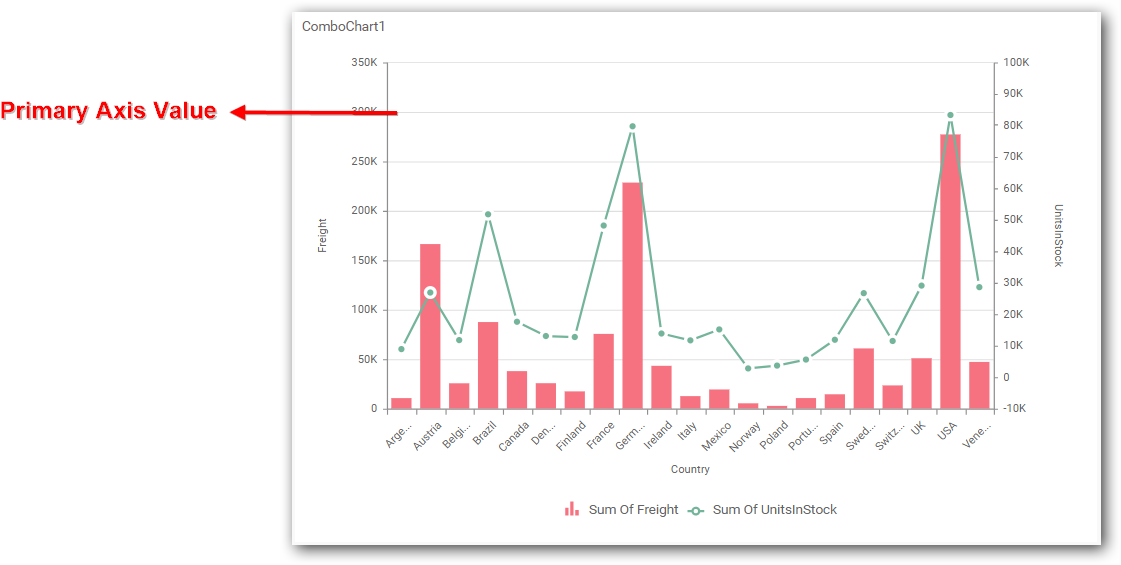 ComboChart1
Primary Axis Value
350K
300K
250K
200K
150K
100K
50K
0
Freight
100K
90K
80K
70K
60K
50K
40K
30K
20K
10K
0
-10K
UnitsInStock
Arge...
Austria
Belgi...
Brazil
Canada
Den...
Finland
France
Germ...
Ireland
Italy
Mexico
Norway
Poland
Portu...
Spain
Swed...
Switz...
UK
USA
Vene...
Country
Sum Of Freight
Sum Of UnitsInStock